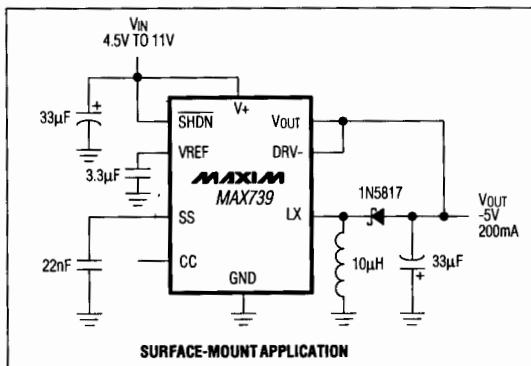 VIN
4.5V TO 11V
33µF
+
V+
SHDN
VOUT
VREF
DRV-
3.3µF
MAXIM
MAX739
1N5817
SS
LX
VOUT
-5V
200mA
22nF
CC
10µH
33µF
+
GND
SURFACE-MOUNT APPLICATION